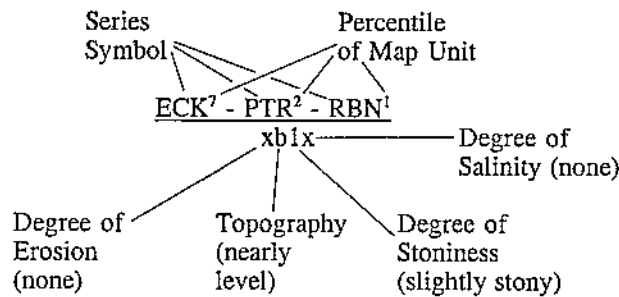 Series
Symbol
Percentile
of Map Unit
ECK⁷ - PTR² - RBN¹
xb1x
Degree of
Salinity (none)
Degree of
Erosion
(none)
Topography
(nearly
level)
Degree of
Stoniness
(slightly stony)